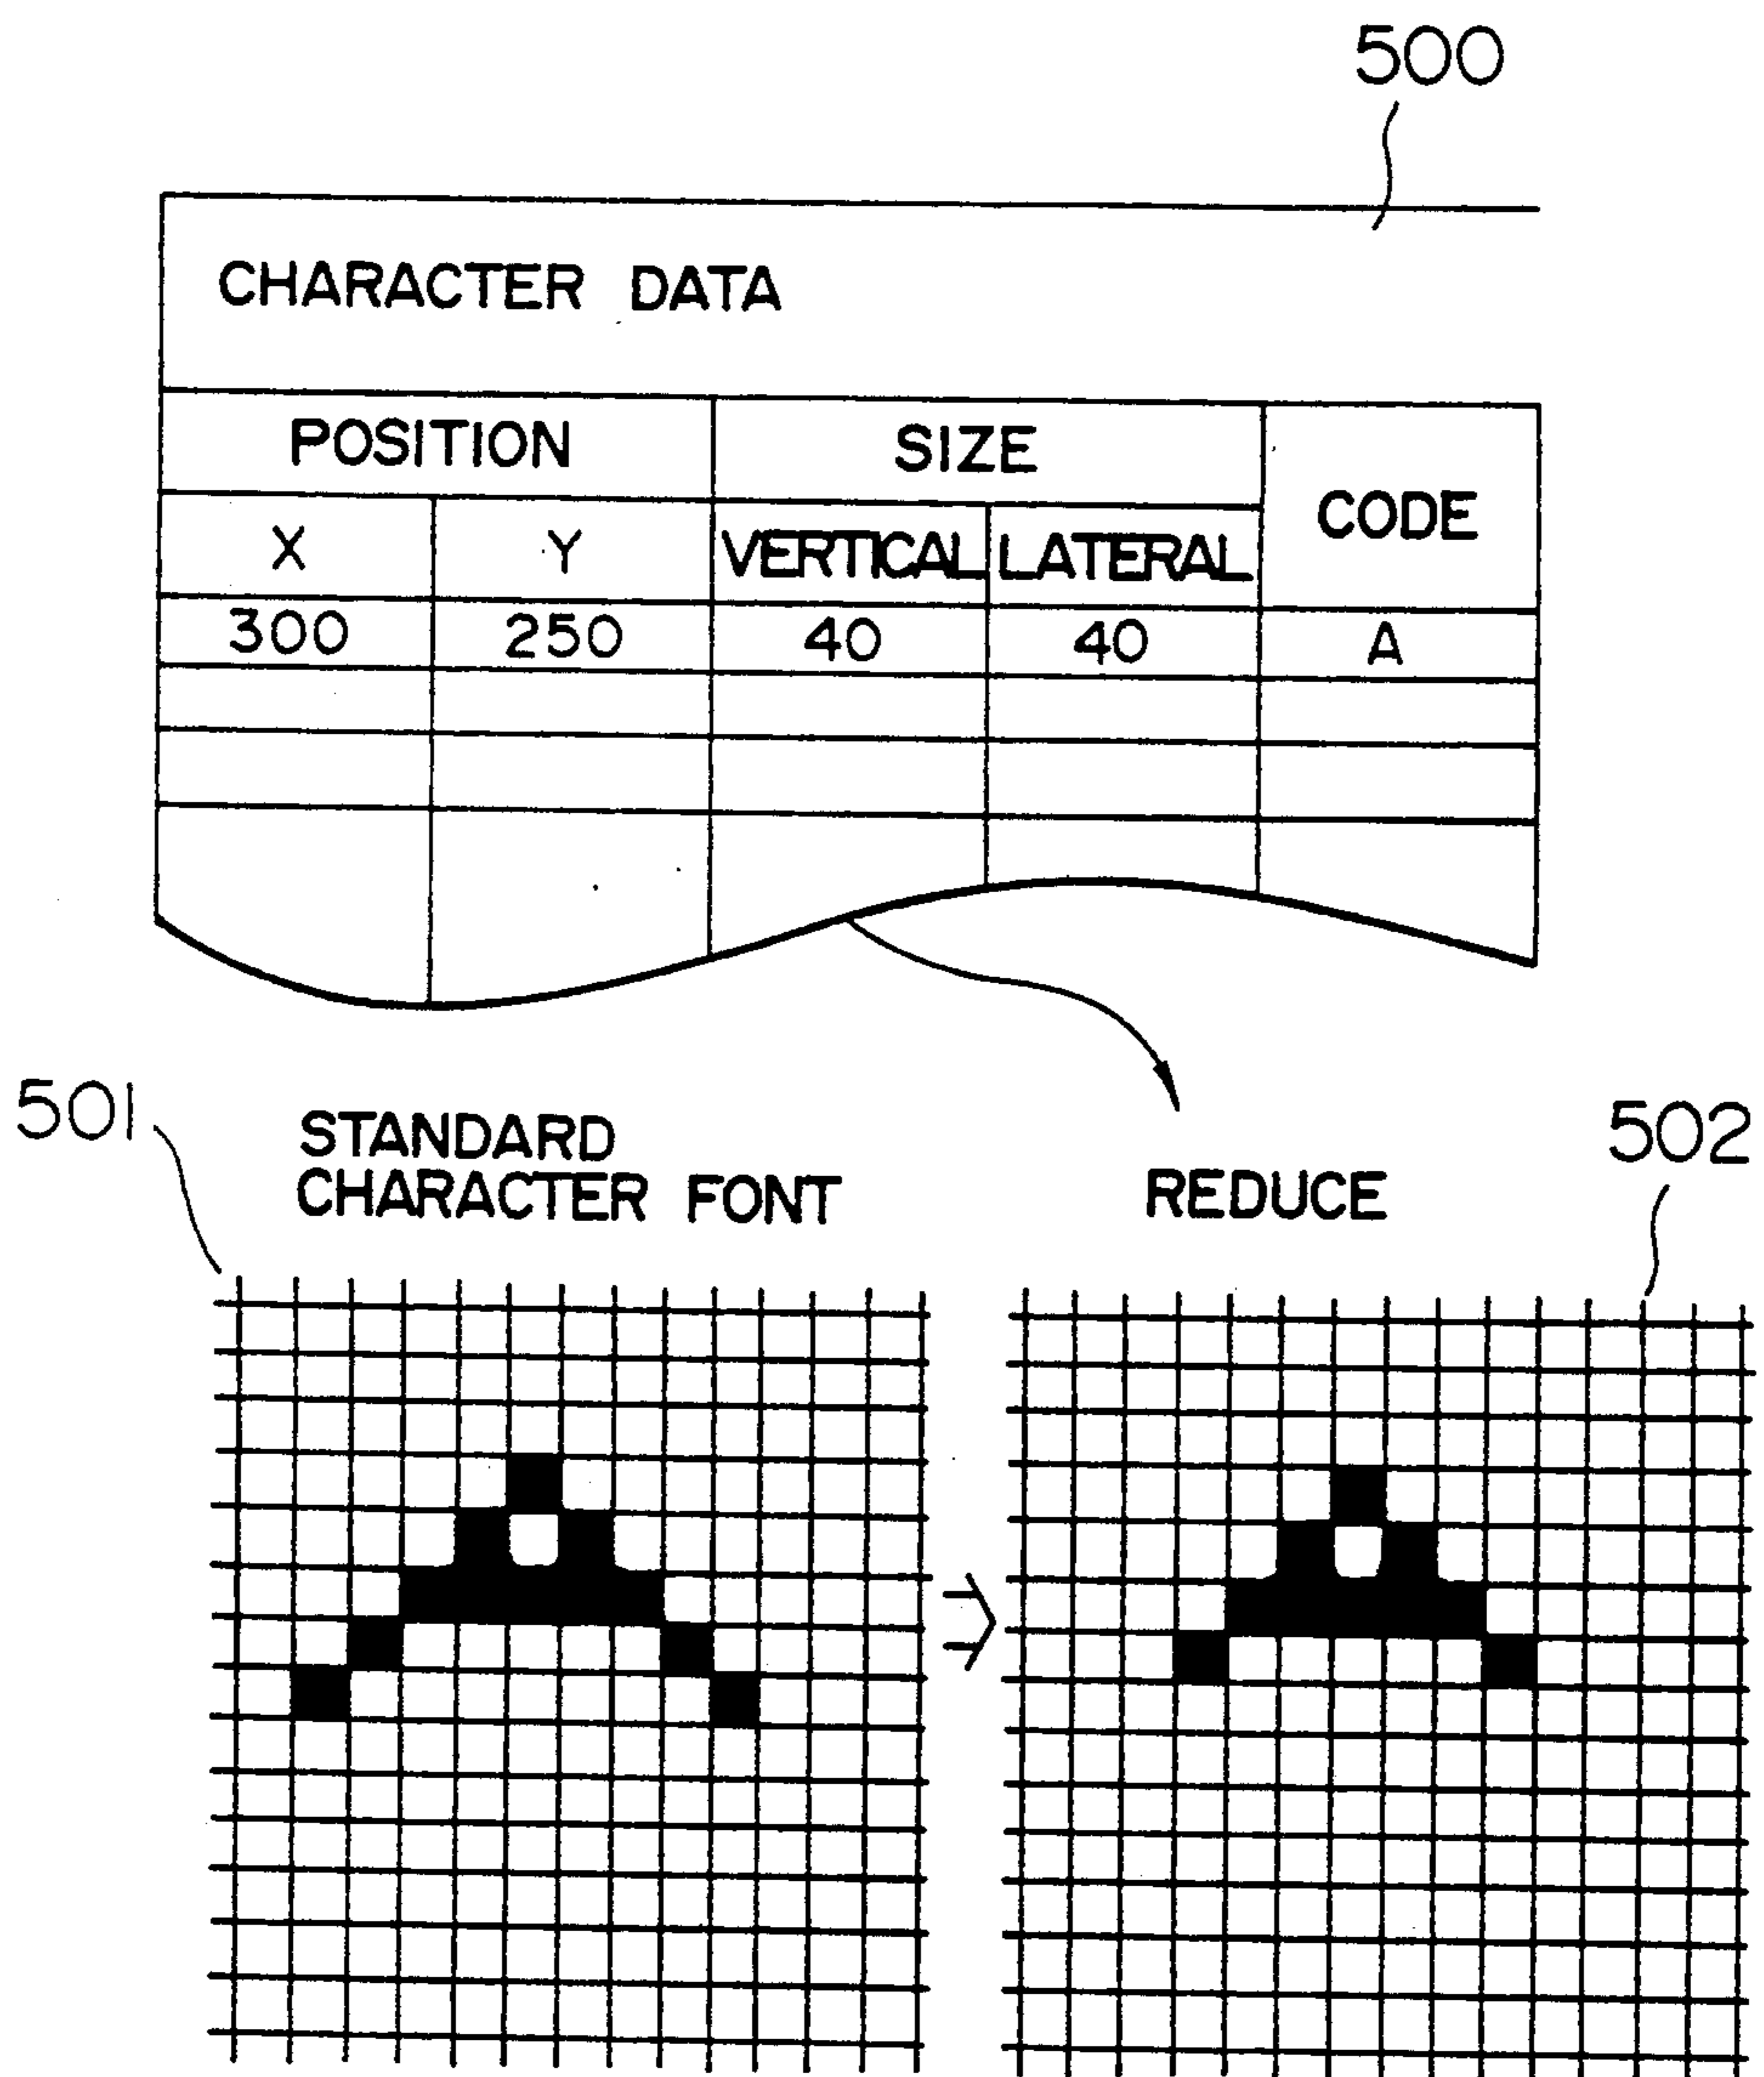 500
CHARACTER DATA
POSITION SIZE CODE
X Y VERTICAL LATERAL
300 250 40 40 A
501 STANDARD
CHARACTER FONT
REDUCE
502